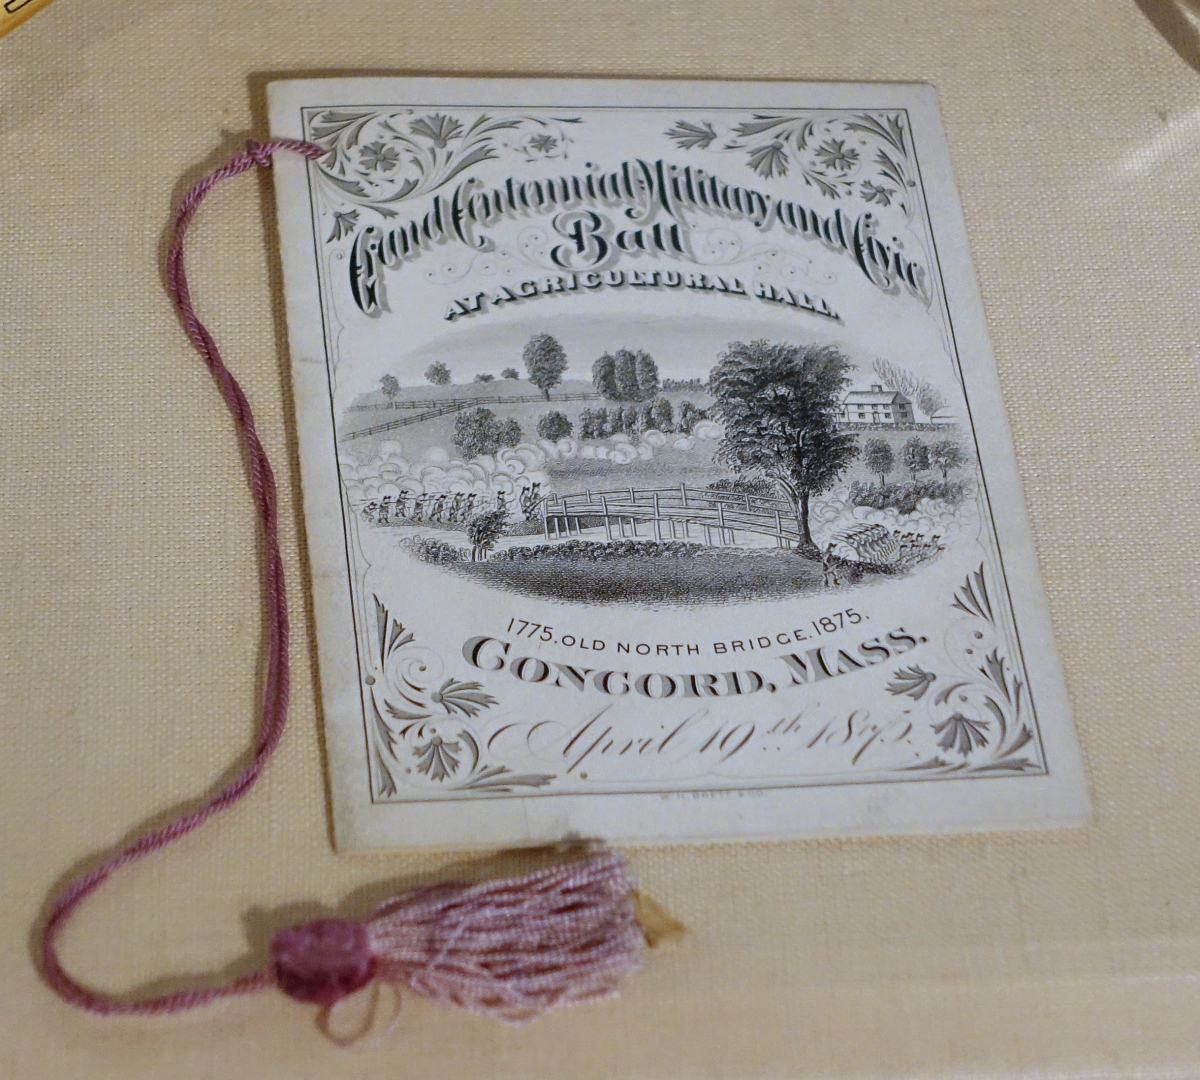 Grand Centennial Military and Civic
Ball
AT AGRICULTURAL HALL.
1775. OLD NORTH BRIDGE. 1875.
CONCORD, MASS.
April 19th 1875.